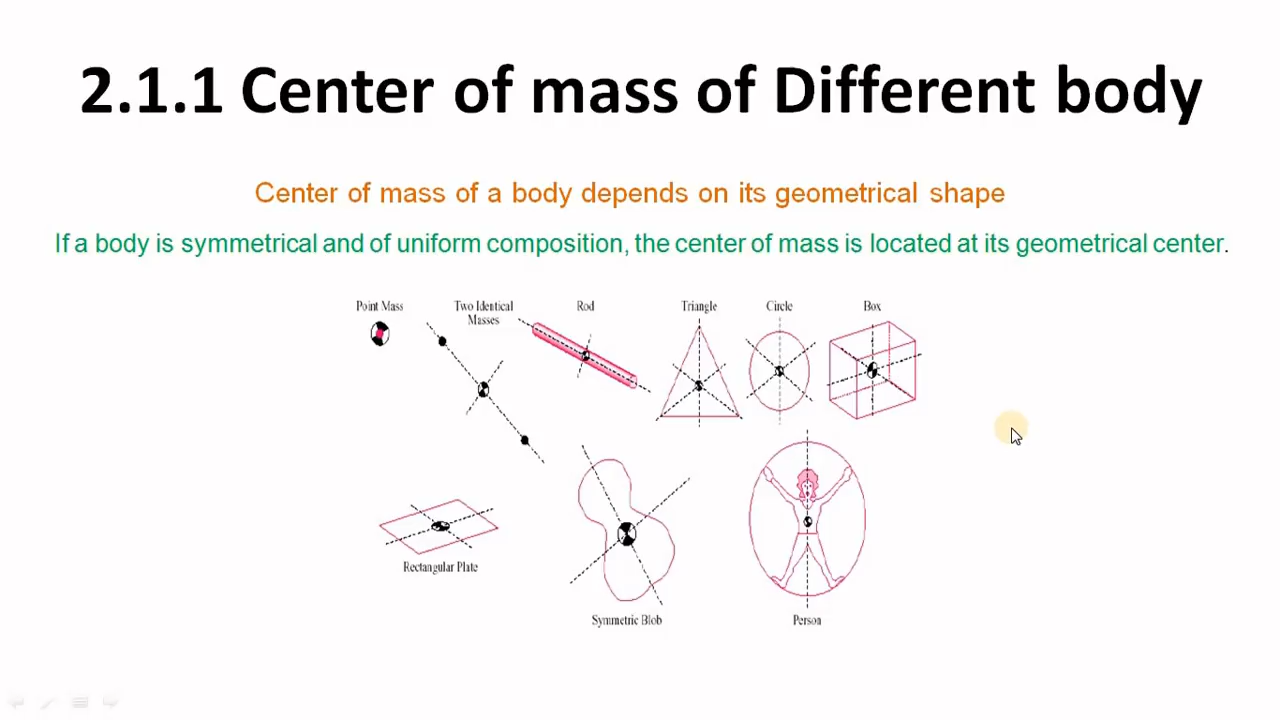 2.1.1 Center of mass of Different body
Center of mass of a body depends on its geometrical shape
If a body is symmetrical and of uniform composition, the center of mass is located at its geometrical center.
Point Mass
Two Identical
Masses
Rod
Triangle
Circle
Box
Rectangular Plate
Symmetric Blob
Person